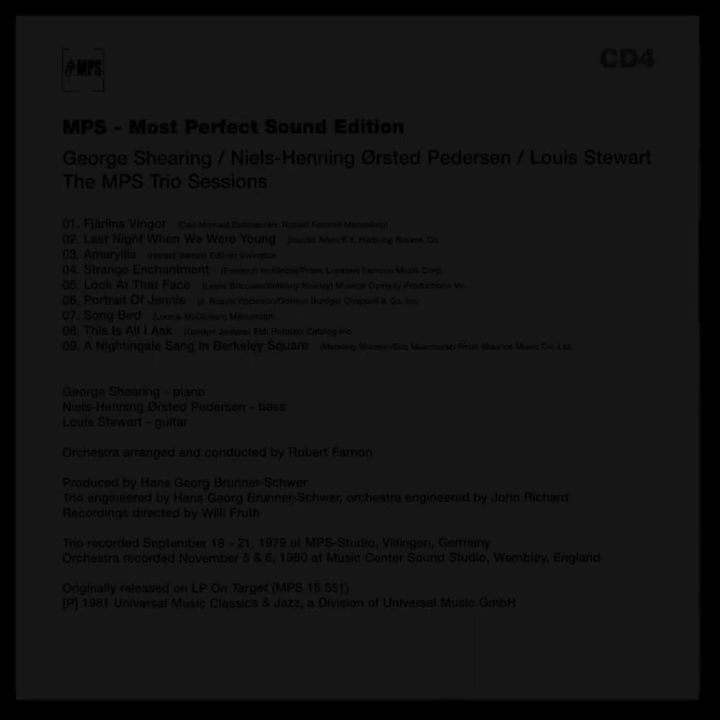 MPS
CD4
MPS - Most Perfect Sound Edition
George Shearing / Niels-Henning Ørsted Pedersen / Louis Stewart
The MPS Trio Sessions
01. Fjärilns Vingor
02. Last Night When We Were Young
03. Amaryllis
04. Strange Enchantment
05. Look At That Face
06. Portrait Of Jennie
07. Song Bird
08. This Is All I Ask
09. A Nightingale Sang In Berkeley Square
George Shearing - piano
Niels-Henning Ørsted Pedersen - bass
Louis Stewart - guitar
Orchestra arranged and conducted by Robert Farnon
Produced by Hans Georg Brunner-Schwer
Trio engineered by Hans Georg Brunner-Schwer, orchestra engineered by John Richard
Recordings directed by Willi Fruth
Trio recorded September 18 - 21, 1979 at MPS-Studio, Villingen, Germany
Orchestra recorded November 5 & 6, 1980 at Music Center Sound Studio, Wembley, England
Originally released on LP On Target (MPS 15.551)
[P] 1981 Universal Music Classics & Jazz, a Division of Universal Music GmbH